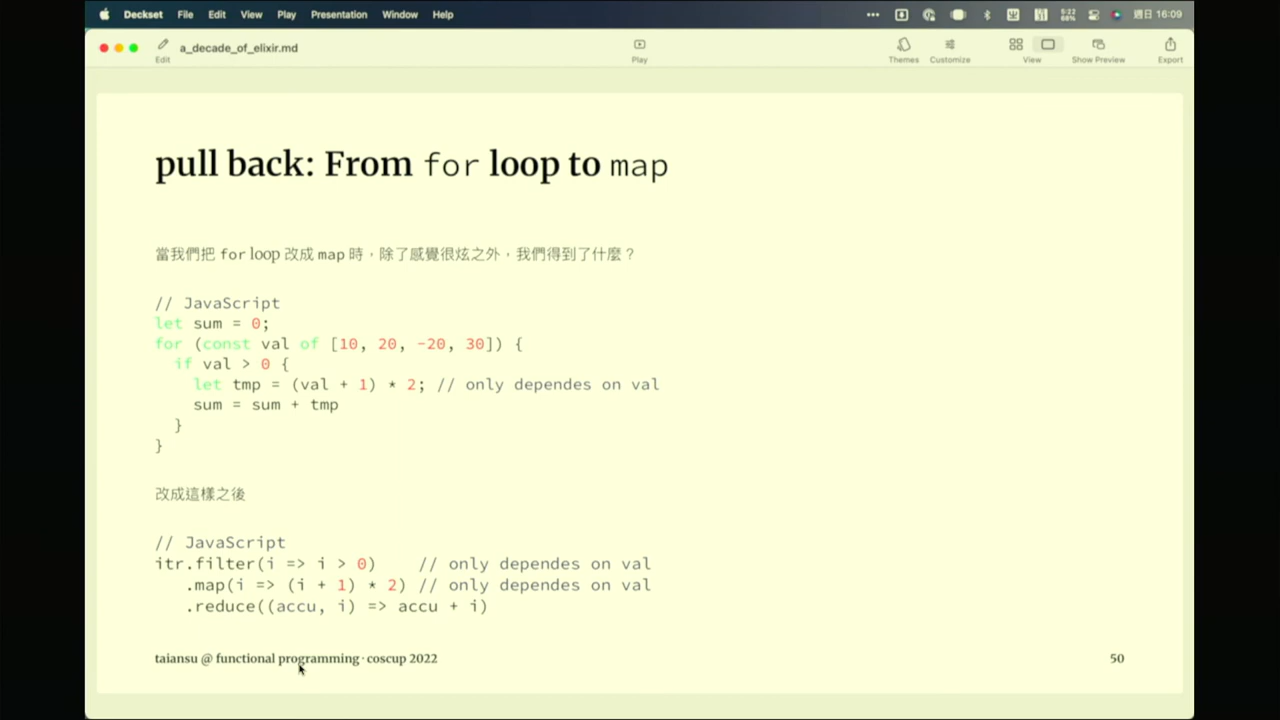 Deckset File Edit View Play Presentation Window Help
週日 16:09
a_decade_of_elixir.md
Edit
Play
Themes Customize View Show Preview Export
pull back: From for loop to map
當我們把 for loop 改成 map 時，除了感覺很炫之外，我們得到了什麼？
// JavaScript
let sum = 0;
for (const val of [10, 20, -20, 30]) {
if val > 0 {
let tmp = (val + 1) * 2; // only dependes on val
sum = sum + tmp
}
}
改成這樣之後
// JavaScript
itr.filter(i => i > 0) // only dependes on val
.map(i => (i + 1) * 2) // only dependes on val
.reduce((accu, i) => accu + i)
taiansu @ functional programming · coscup 2022
50